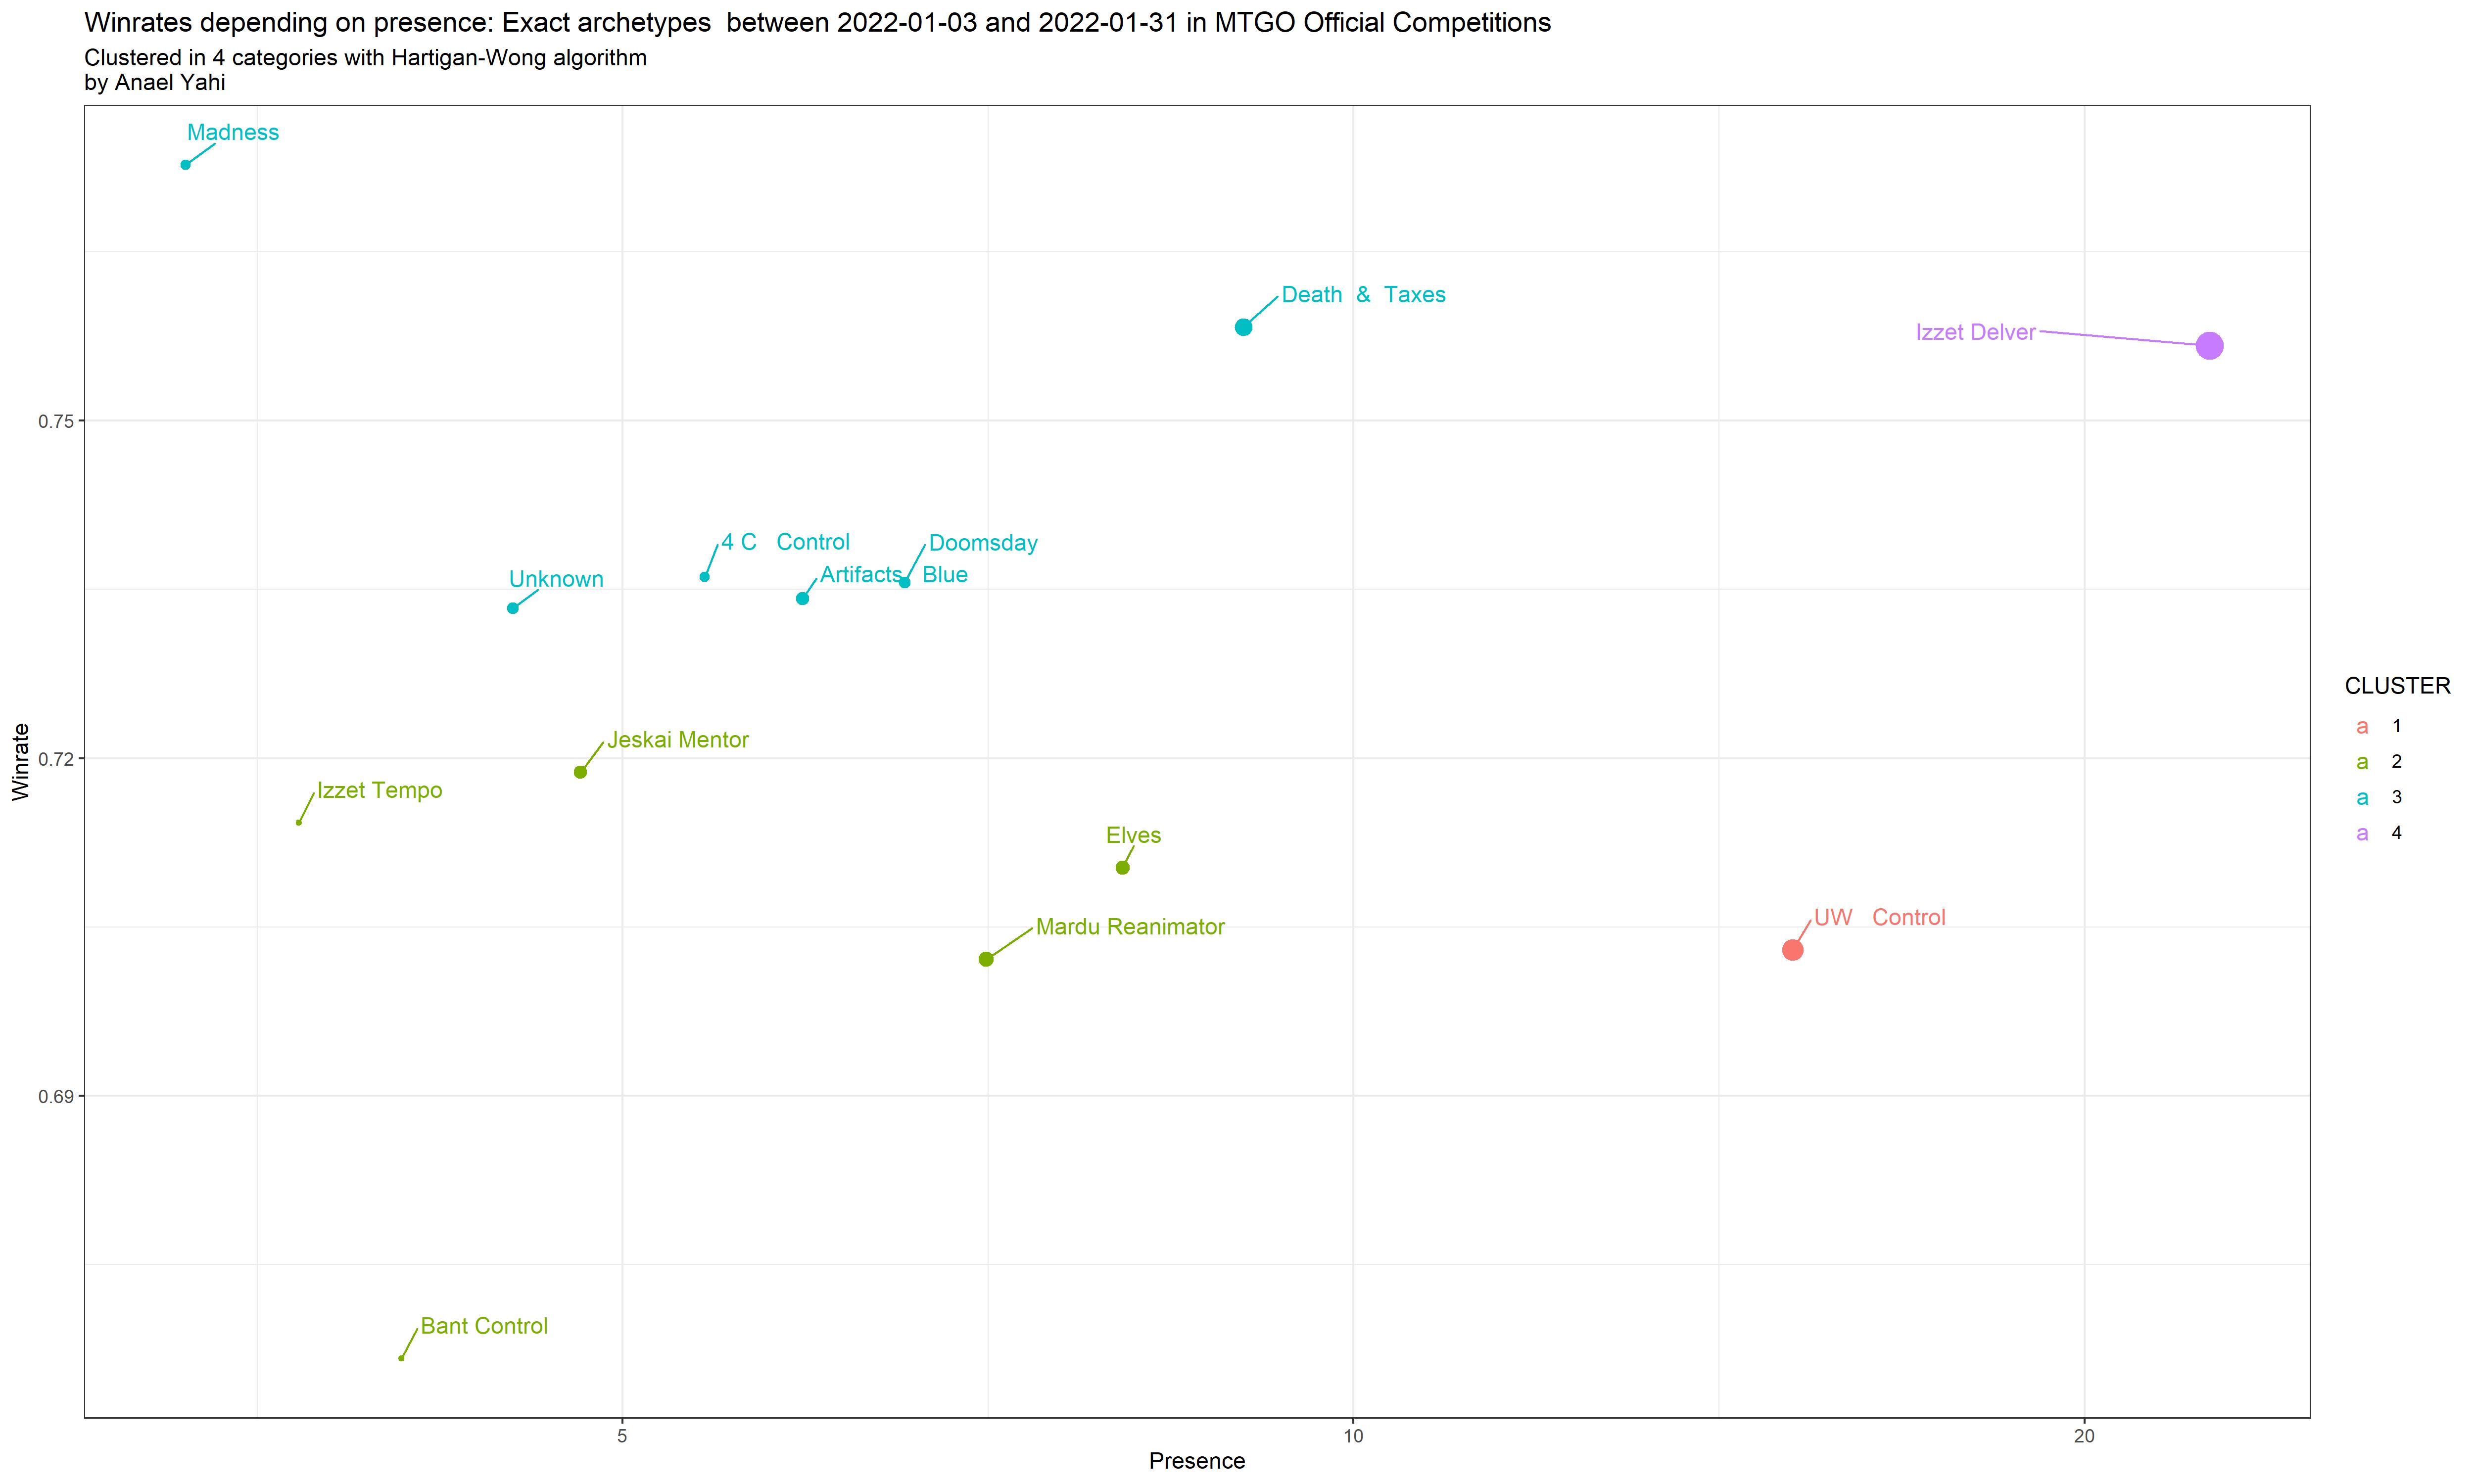 Winrates depending on presence: Exact archetypes  between 2022-01-03 and 2022-01-31 in MTGO Official Competitions
Clustered in 4 categories with Hartigan-Wong algorithm
by Anael Yahi
Madness
Death  &  Taxes
Izzet Delver
0.75
4 C   Control
Doomsday
Unknown
Artifacts   Blue
Jeskai Mentor
0.72
Izzet Tempo
Elves
Mardu Reanimator
UW   Control
0.69
Bant Control
Winrate
5
10
20
Presence
CLUSTER
a 1
a 2
a 3
a 4